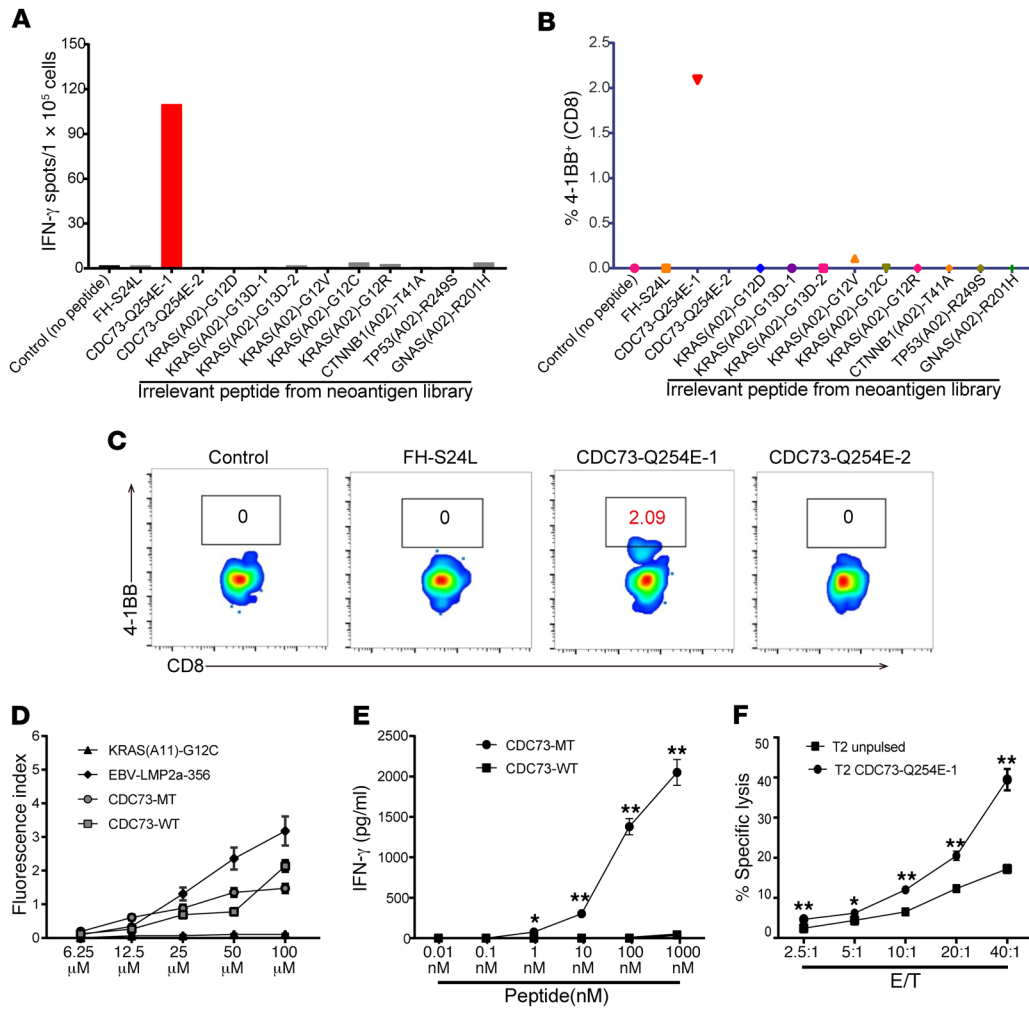 A
IFN-γ spots/1 × 10⁵ cells
150
120
90
60
30
0
Control (no peptide)
FH-S24L
CDC73-Q254E-1
CDC73-Q254E-2
KRAS(A02)-G12D
KRAS(A02)-G13D-1
KRAS(A02)-G13D-2
KRAS(A02)-G12V
KRAS(A02)-G12C
KRAS(A02)-G12R
CTNNB1(A02)-T41A
TP53(A02)-R249S
GNAS(A02)-R201H
Irrelevant peptide from neoantigen library
B
% 4-1BB⁺ (CD8)
2.5
2.0
1.5
1.0
0.5
0.0
Control (no peptide)
FH-S24L
CDC73-Q254E-1
CDC73-Q254E-2
KRAS(A02)-G12D
KRAS(A02)-G13D-1
KRAS(A02)-G13D-2
KRAS(A02)-G12V
KRAS(A02)-G12C
KRAS(A02)-G12R
CTNNB1(A02)-T41A
TP53(A02)-R249S
GNAS(A02)-R201H
Irrelevant peptide from neoantigen library
C
Control
FH-S24L
CDC73-Q254E-1
CDC73-Q254E-2
0
0
2.09
0
4-1BB
CD8
D
Fluorescence index
6
5
4
3
2
1
0
KRAS(A11)-G12C
EBV-LMP2a-356
CDC73-MT
CDC73-WT
6.25 12.5 25 50 100
μM μM μM μM μM
E
IFN-γ (pg/ml)
2500
2000
1500
1000
500
0
CDC73-MT
CDC73-WT
*
**
**
**
0.01 0.1 1 10 100 1000
nM nM nM nM nM nM
Peptide(nM)
F
% Specific lysis
50
40
30
20
10
0
T2 unpulsed
T2 CDC73-Q254E-1
**
*
**
**
**
2.5:1 5:1 10:1 20:1 40:1
E/T